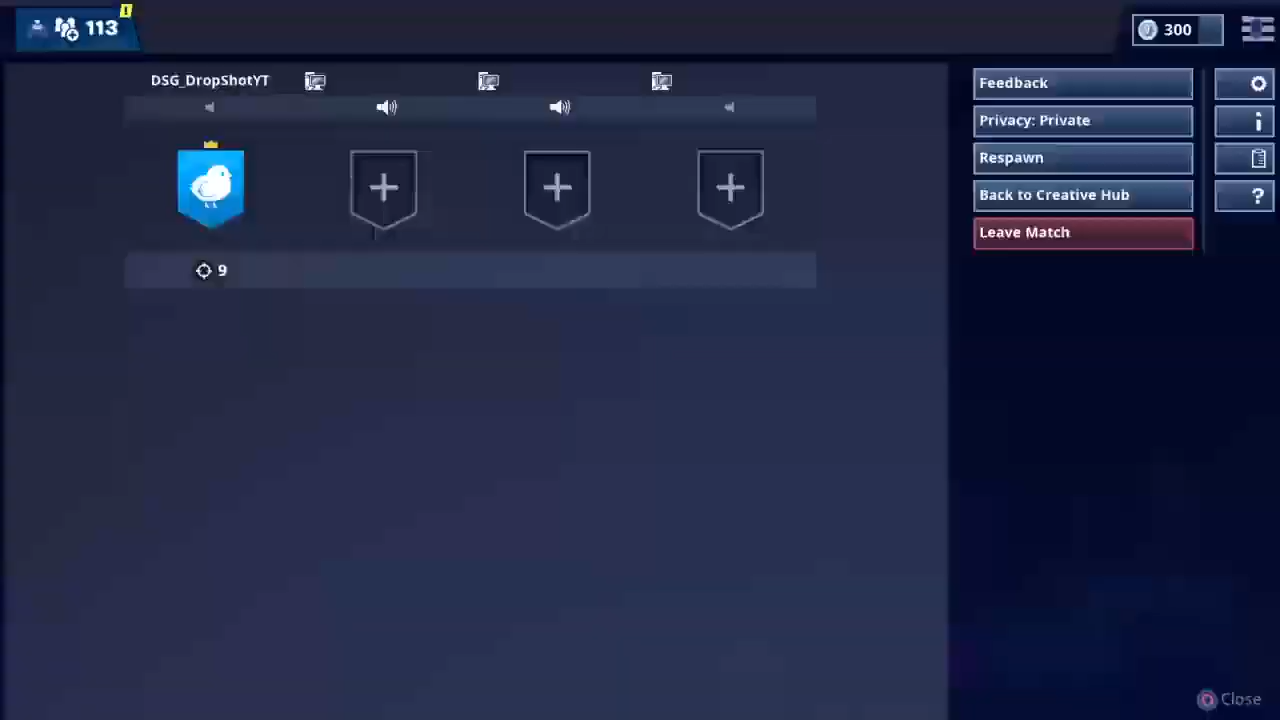 113
!
300
DSG_DropShotYT
9
Feedback
Privacy: Private
Respawn
Back to Creative Hub
Leave Match
Close